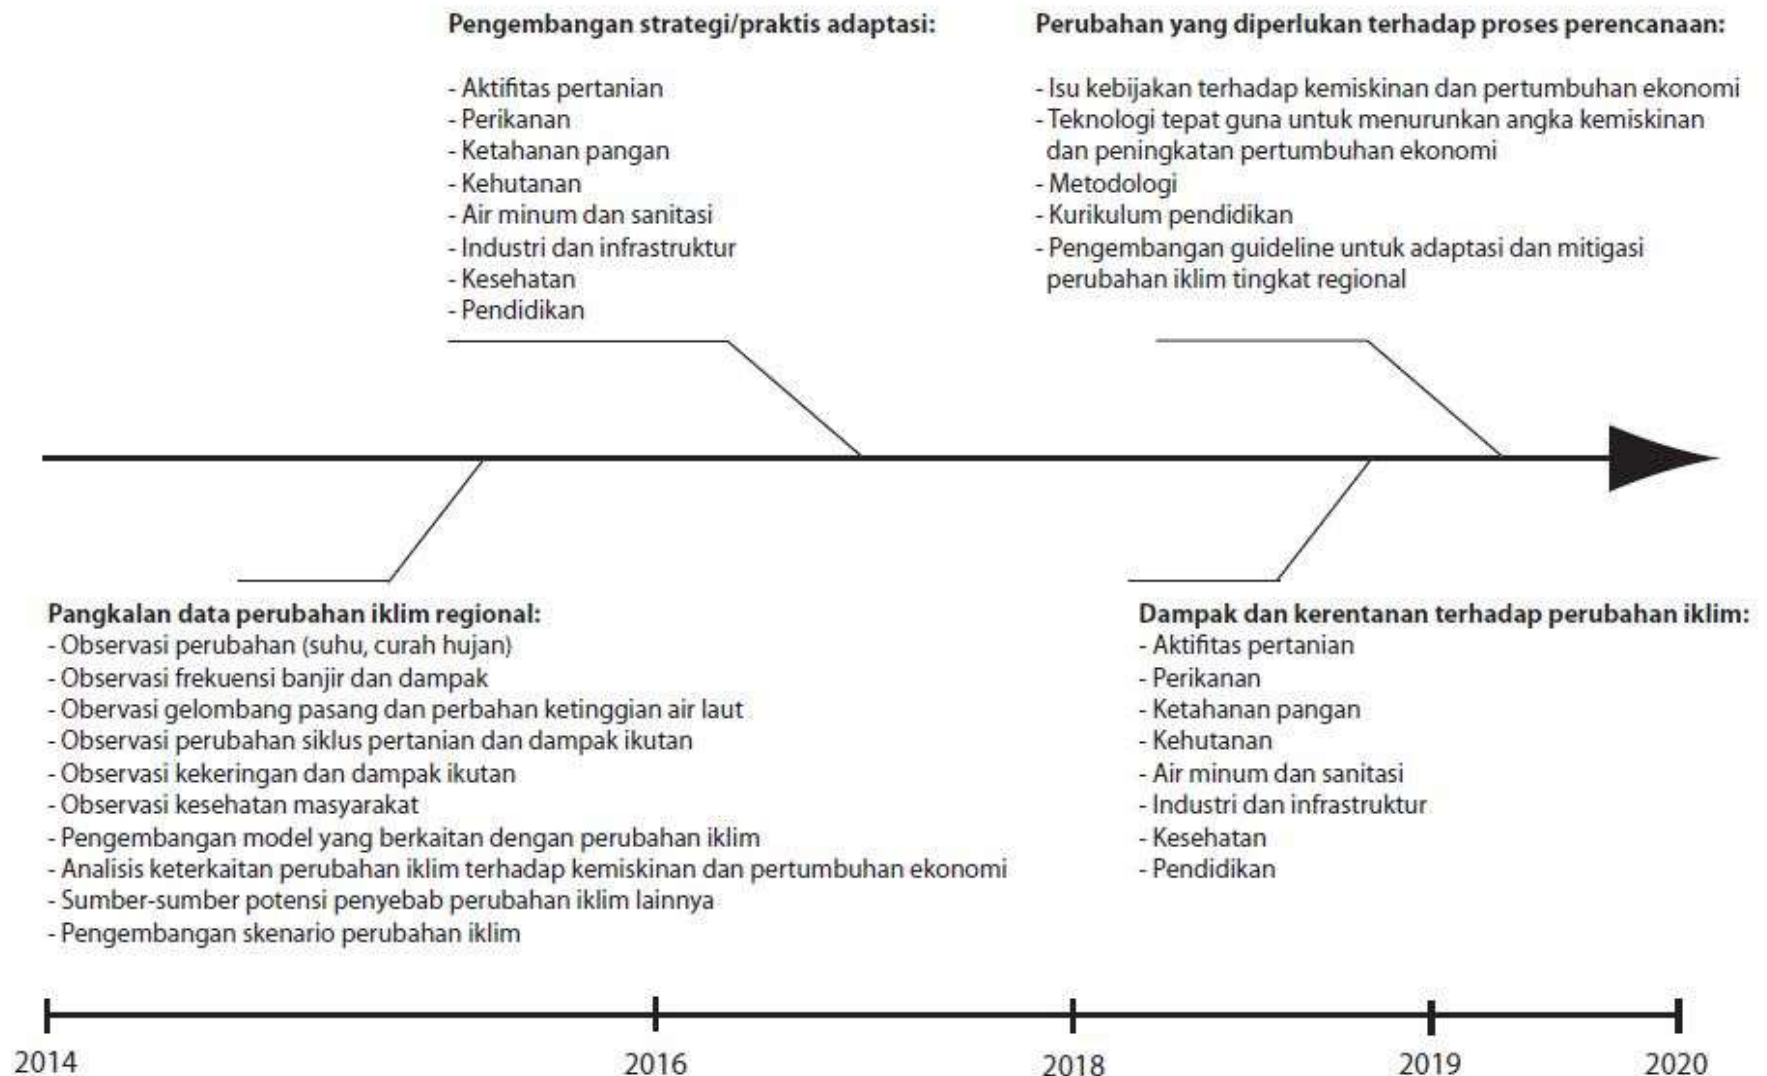 Pengembangan strategi/praktis adaptasi:
- Aktifitas pertanian
- Perikanan
- Ketahanan pangan
- Kehutanan
- Air minum dan sanitasi
- Industri dan infrastruktur
- Kesehatan
- Pendidikan
Perubahan yang diperlukan terhadap proses perencanaan:
- Isu kebijakan terhadap kemiskinan dan pertumbuhan ekonomi
- Teknologi tepat guna untuk menurunkan angka kemiskinan
dan peningkatan pertumbuhan ekonomi
- Metodologi
- Kurikulum pendidikan
- Pengembangan guideline untuk adaptasi dan mitigasi
perubahan iklim tingkat regional
Pangkalan data perubahan iklim regional:
- Observasi perubahan (suhu, curah hujan)
- Observasi frekuensi banjir dan dampak
- Obervasi gelombang pasang dan perbahan ketinggian air laut
- Observasi perubahan siklus pertanian dan dampak ikutan
- Observasi kekeringan dan dampak ikutan
- Observasi kesehatan masyarakat
- Pengembangan model yang berkaitan dengan perubahan iklim
- Analisis keterkaitan perubahan iklim terhadap kemiskinan dan pertumbuhan ekonomi
- Sumber-sumber potensi penyebab perubahan iklim lainnya
- Pengembangan skenario perubahan iklim
Dampak dan kerentanan terhadap perubahan iklim:
- Aktifitas pertanian
- Perikanan
- Ketahanan pangan
- Kehutanan
- Air minum dan sanitasi
- Industri dan infrastruktur
- Kesehatan
- Pendidikan
2014 2016 2018 2019 2020